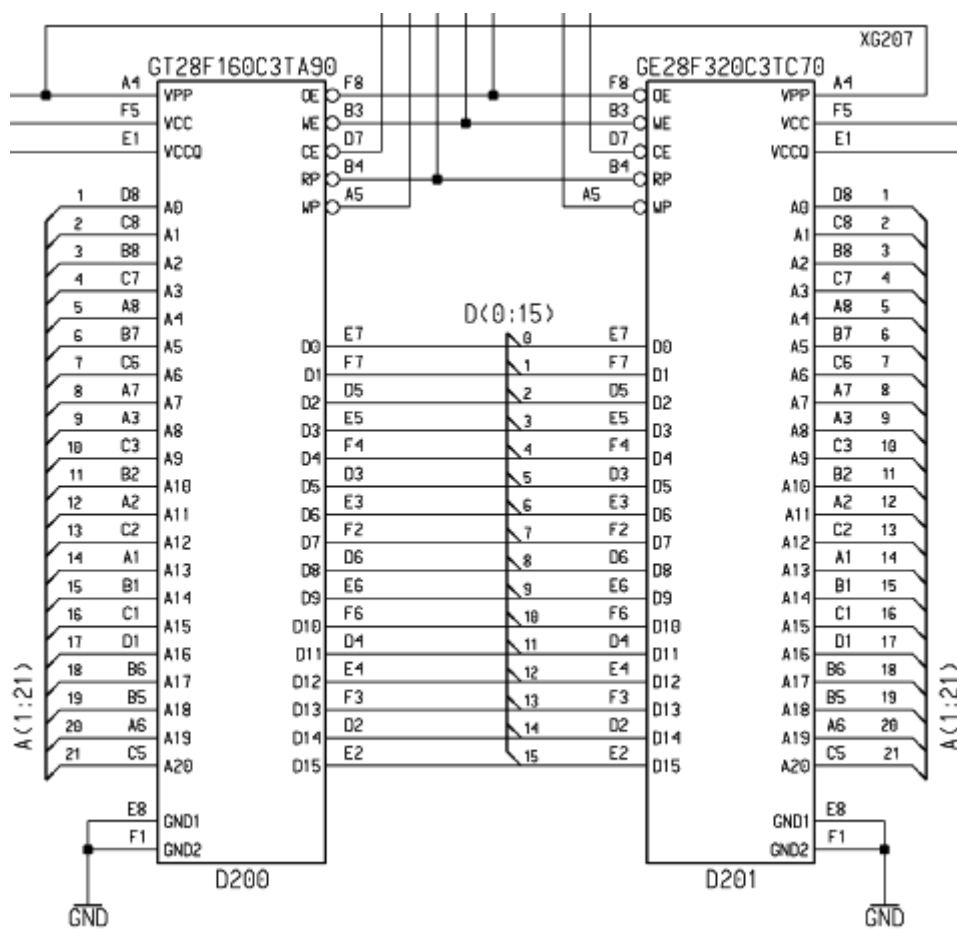 XG207
GT28F160C3TA90 GE28F320C3TC70
A4 VPP OE F8 F8 OE VPP A4
F5 VCC WE B3 B3 WE VCC F5
E1 VCCQ CE D7 D7 CE VCCQ E1
RP B4 B4 RP
WP A5 A5 WP
1 D8 A0 A0 D8 1
2 C8 A1 A1 C8 2
3 B8 A2 A2 B8 3
4 C7 A3 A3 C7 4
5 A8 A4 A4 A8 5
D(0:15)
6 B7 A5 D0 E7 0 E7 D0 A5 B7 6
7 C6 A6 D1 F7 1 F7 D1 A6 C6 7
8 A7 A7 D2 D5 2 D5 D2 A7 A7 8
9 A3 A8 D3 E5 3 E5 D3 A8 A3 9
10 C3 A9 D4 F4 4 F4 D4 A9 C3 10
11 B2 A10 D5 D3 5 D3 D5 A10 B2 11
12 A2 A11 D6 E3 6 E3 D6 A11 A2 12
13 C2 A12 D7 F2 7 F2 D7 A12 C2 13
14 A1 A13 D8 D6 8 D6 D8 A13 A1 14
15 B1 A14 D9 E6 9 E6 D9 A14 B1 15
16 C1 A15 D10 F6 10 F6 D10 A15 C1 16
17 D1 A16 D11 D4 11 D4 D11 A16 D1 17
18 B6 A17 D12 E4 12 E4 D12 A17 B6 18
19 B5 A18 D13 F3 13 F3 D13 A18 B5 19
20 A6 A19 D14 D2 14 D2 D14 A19 A6 20
21 C5 A20 D15 E2 15 E2 D15 A20 C5 21
A(1:21) A(1:21)
E8 GND1 GND1 E8
F1 GND2 GND2 F1
D200 D201
GND GND